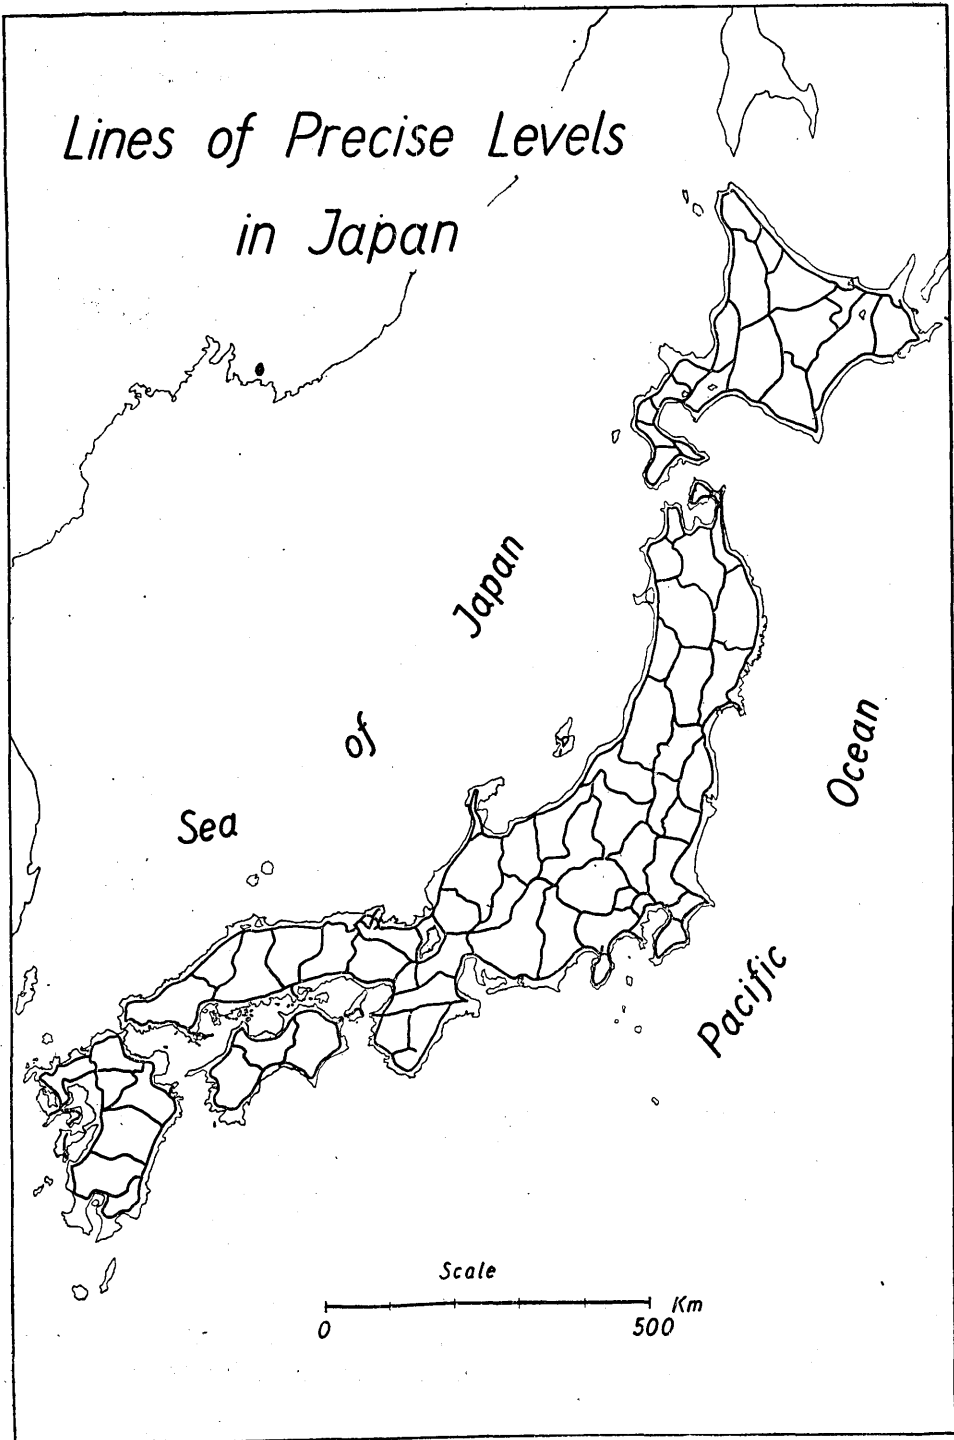 Lines of Precise Levels
in Japan
Sea
of
Japan
Pacific
Ocean
Scale
Km
0
500